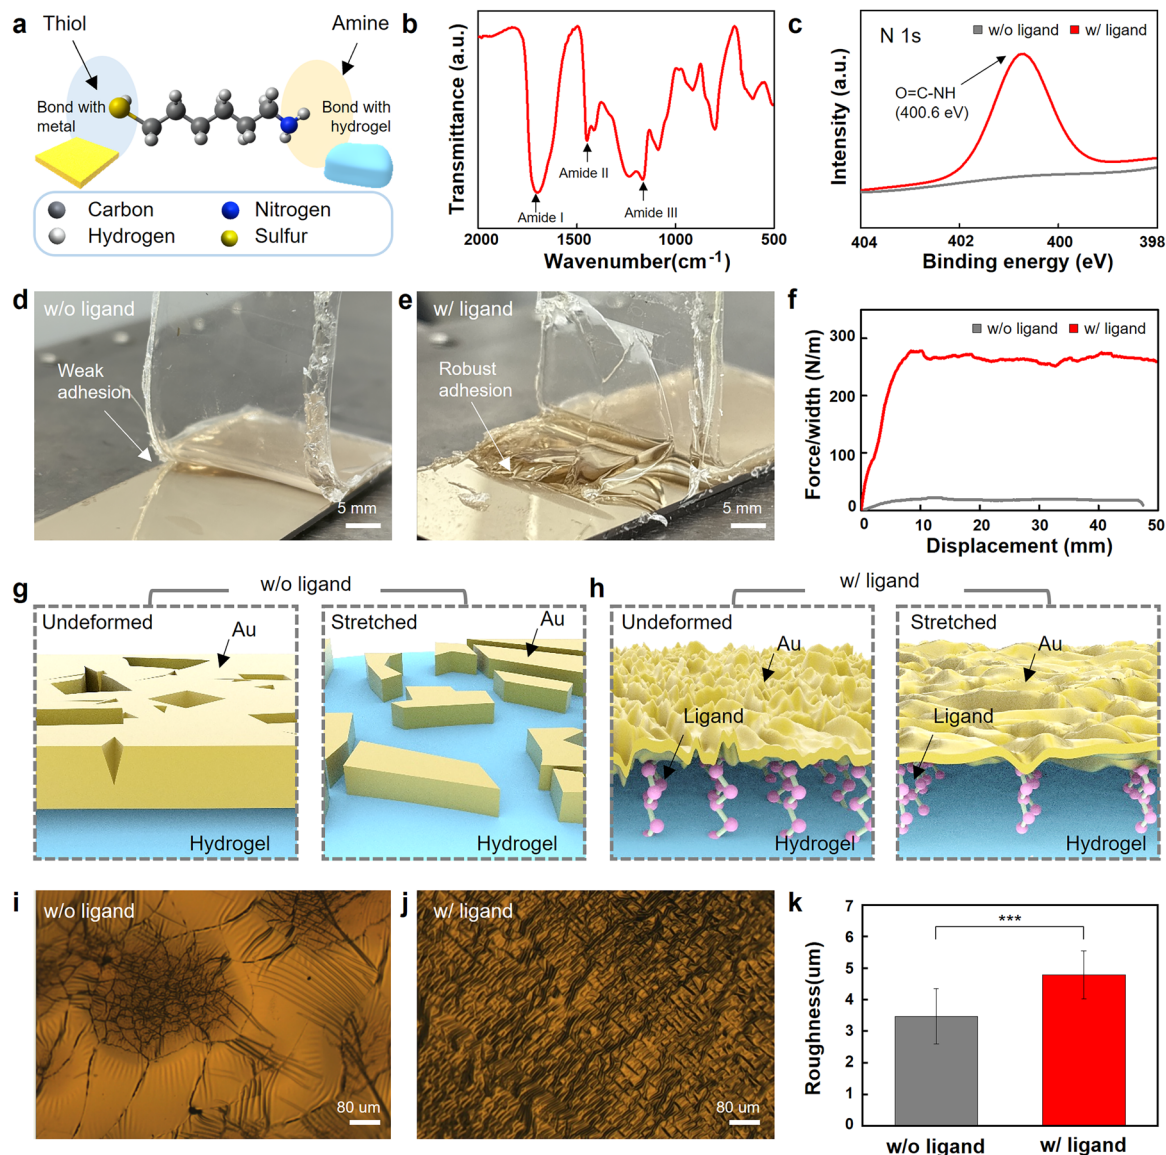 a
Thiol
Amine
Bond with
metal
Bond with
hydrogel
Carbon
Nitrogen
Hydrogen
Sulfur
b
Transmittance (a.u.)
Amide I
Amide II
Amide III
2000
1500
1000
500
Wavenumber(cm⁻¹)
c
N 1s
w/o ligand
w/ ligand
O=C-NH
(400.6 eV)
Intensity (a.u.)
404
402
400
398
Binding energy (eV)
d
w/o ligand
Weak
adhesion
5 mm
e
w/ ligand
Robust
adhesion
5 mm
f
w/o ligand
w/ ligand
Force/width (N/m)
300
200
100
0
0
10
20
30
40
50
Displacement (mm)
g
w/o ligand
Undeformed
Au
Hydrogel
Stretched
Au
Hydrogel
h
w/ ligand
Undeformed
Au
Ligand
Hydrogel
Stretched
Au
Ligand
Hydrogel
i
w/o ligand
80 um
j
w/ ligand
80 um
k
Roughness(um)
7
6
5
4
3
2
1
0
***
w/o ligand
w/ ligand